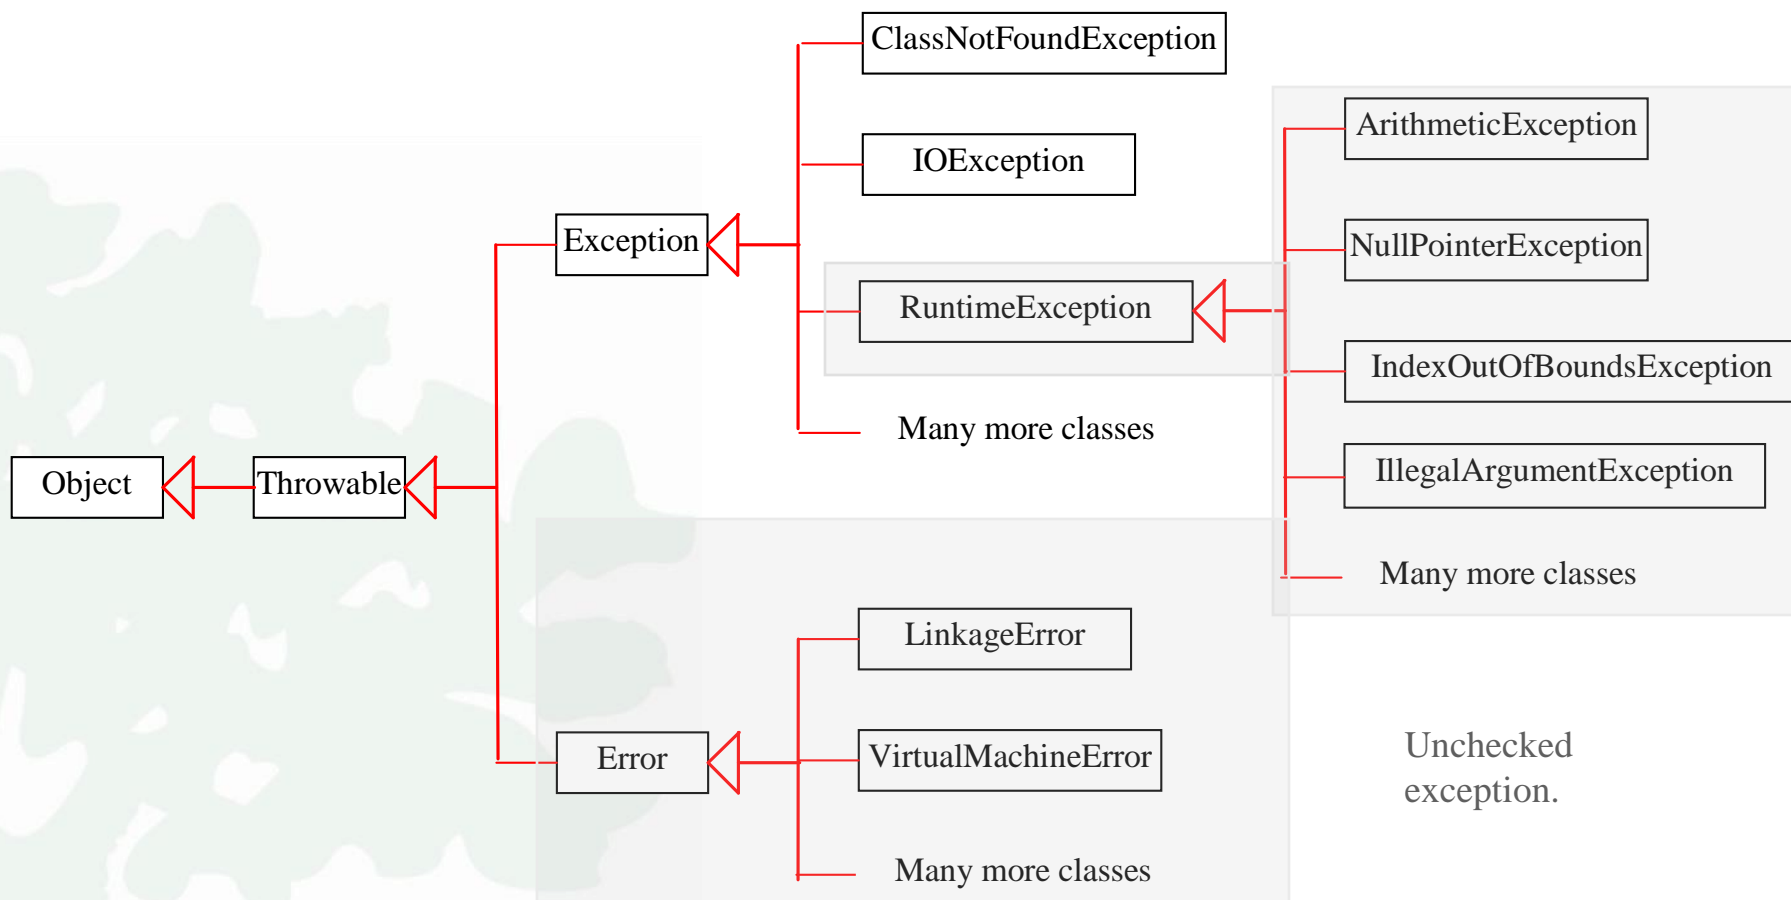 ClassNotFoundException
ArithmeticException
IOException
Exception
NullPointerException
RuntimeException
IndexOutOfBoundsException
Many more classes
Object
Throwable
IllegalArgumentException
Many more classes
LinkageError
Error
VirtualMachineError
Unchecked
exception.
Many more classes